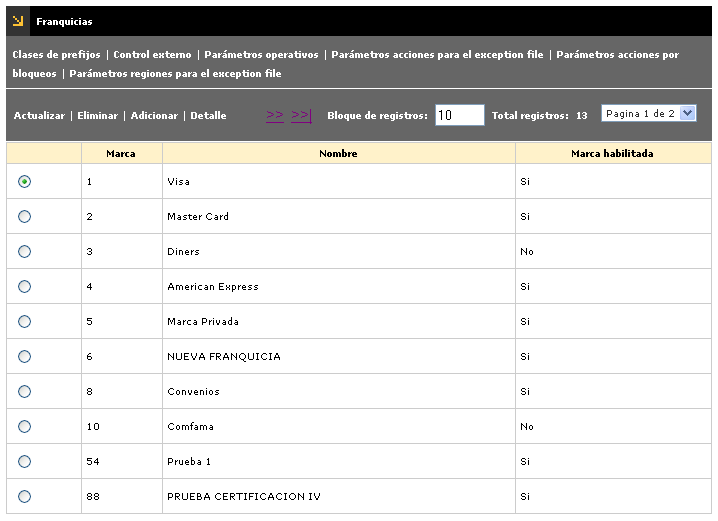 Franquicias
Clases de prefijos | Control externo | Parámetros operativos | Parámetros acciones para el exception file | Parámetros acciones por
bloqueos | Parámetros regiones para el exception file
Actualizar | Eliminar | Adicionar | Detalle >> >>| Bloque de registros: 10 Total registros: 13 Pagina 1 de 2
Marca Nombre Marca habilitada
1 Visa Si
2 Master Card Si
3 Diners No
4 American Express Si
5 Marca Privada Si
6 NUEVA FRANQUICIA Si
8 Convenios Si
10 Comfama No
54 Prueba 1 Si
88 PRUEBA CERTIFICACION IV Si